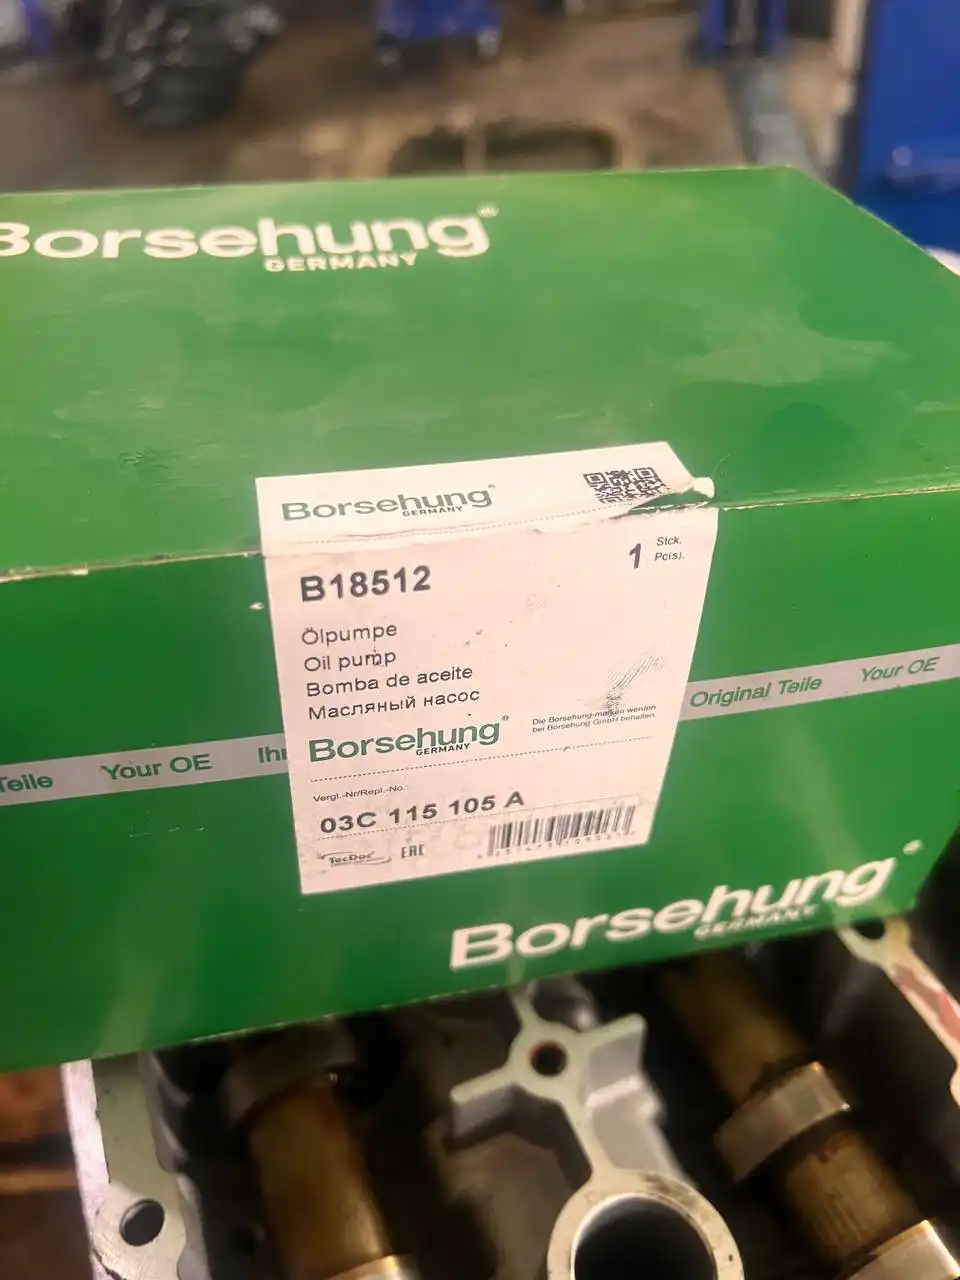 Borsehung®
GERMANY
Borsehung®
GERMANY
B18512
1 Stck.
Pc(s).
Ölpumpe
Oil pump
Bomba de aceite
Масляный насос
Borsehung®
GERMANY
Die Borsehung-marken werden
bei Borsehung GmbH behalten.
Vergl.-Nr/Repl.-No.:
03C 115 105 A
TecDoc
EAC
Teile Your OE Ihr
Original Teile Your OE
Borsehung®
GERMANY